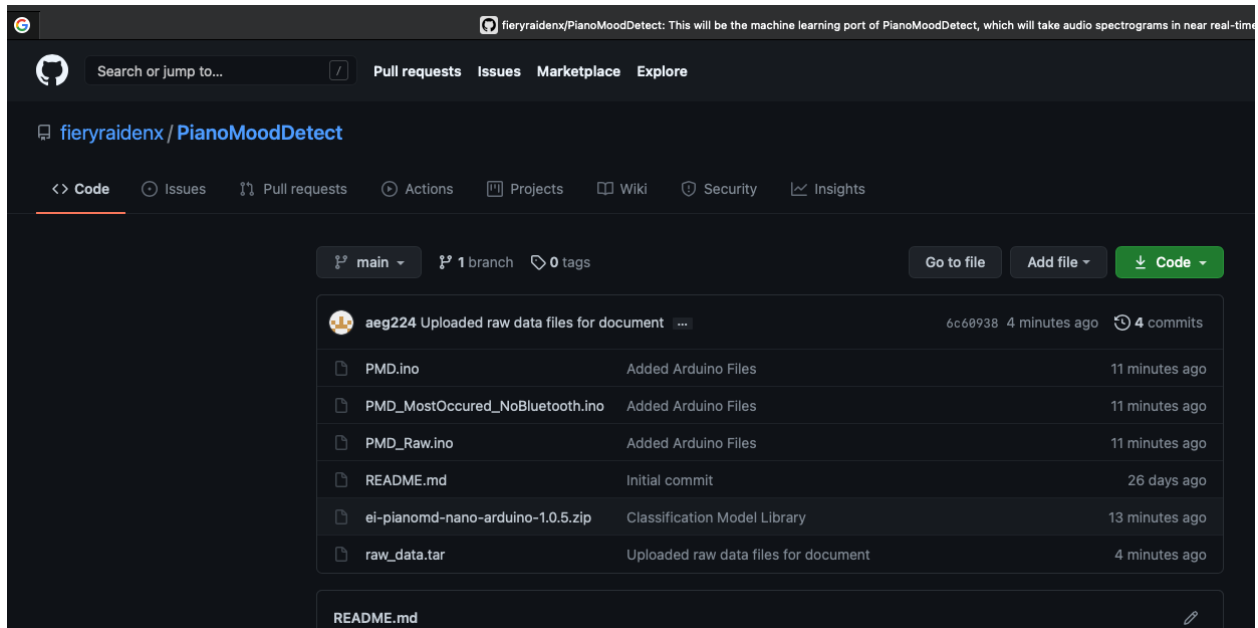 fieryraidenx/PianoMoodDetect: This will be the machine learning port of PianoMoodDetect, which will take audio spectrograms in near real-time
Search or jump to... / Pull requests Issues Marketplace Explore
fieryraidenx / PianoMoodDetect
<> Code Issues Pull requests Actions Projects Wiki Security Insights
main 1 branch 0 tags Go to file Add file Code
aeg224 Uploaded raw data files for document ... 6c60938 4 minutes ago 4 commits
PMD.ino Added Arduino Files 11 minutes ago
PMD_MostOccured_NoBluetooth.ino Added Arduino Files 11 minutes ago
PMD_Raw.ino Added Arduino Files 11 minutes ago
README.md Initial commit 26 days ago
ei-pianomd-nano-arduino-1.0.5.zip Classification Model Library 13 minutes ago
raw_data.tar Uploaded raw data files for document 4 minutes ago
README.md